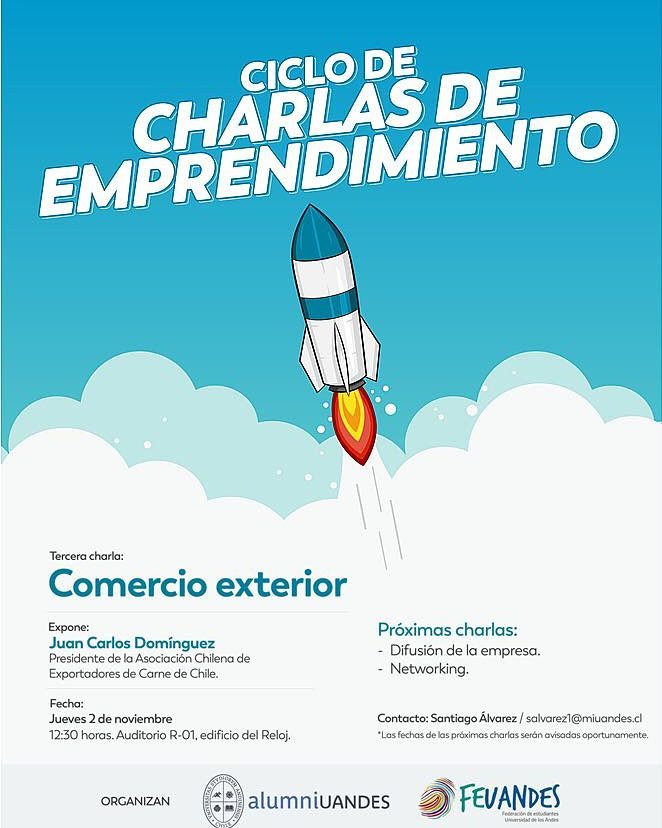 CICLO DE
CHARLAS DE
EMPRENDIMIENTO
Tercera charla:
Comercio exterior
Expone:
Juan Carlos Domínguez
Presidente de la Asociación Chilena de
Exportadores de Carne de Chile.
Fecha:
Jueves 2 de noviembre
12:30 horas. Auditorio R-01, edificio del Reloj.
Próximas charlas:
- Difusión de la empresa.
- Networking.
Contacto: Santiago Álvarez / salvarez1@miuandes.cl
*Las fechas de las próximas charlas serán avisadas oportunamente.
ORGANIZAN
alumniUANDES
FEUANDES
Federación de estudiantes
Universidad de los Andes